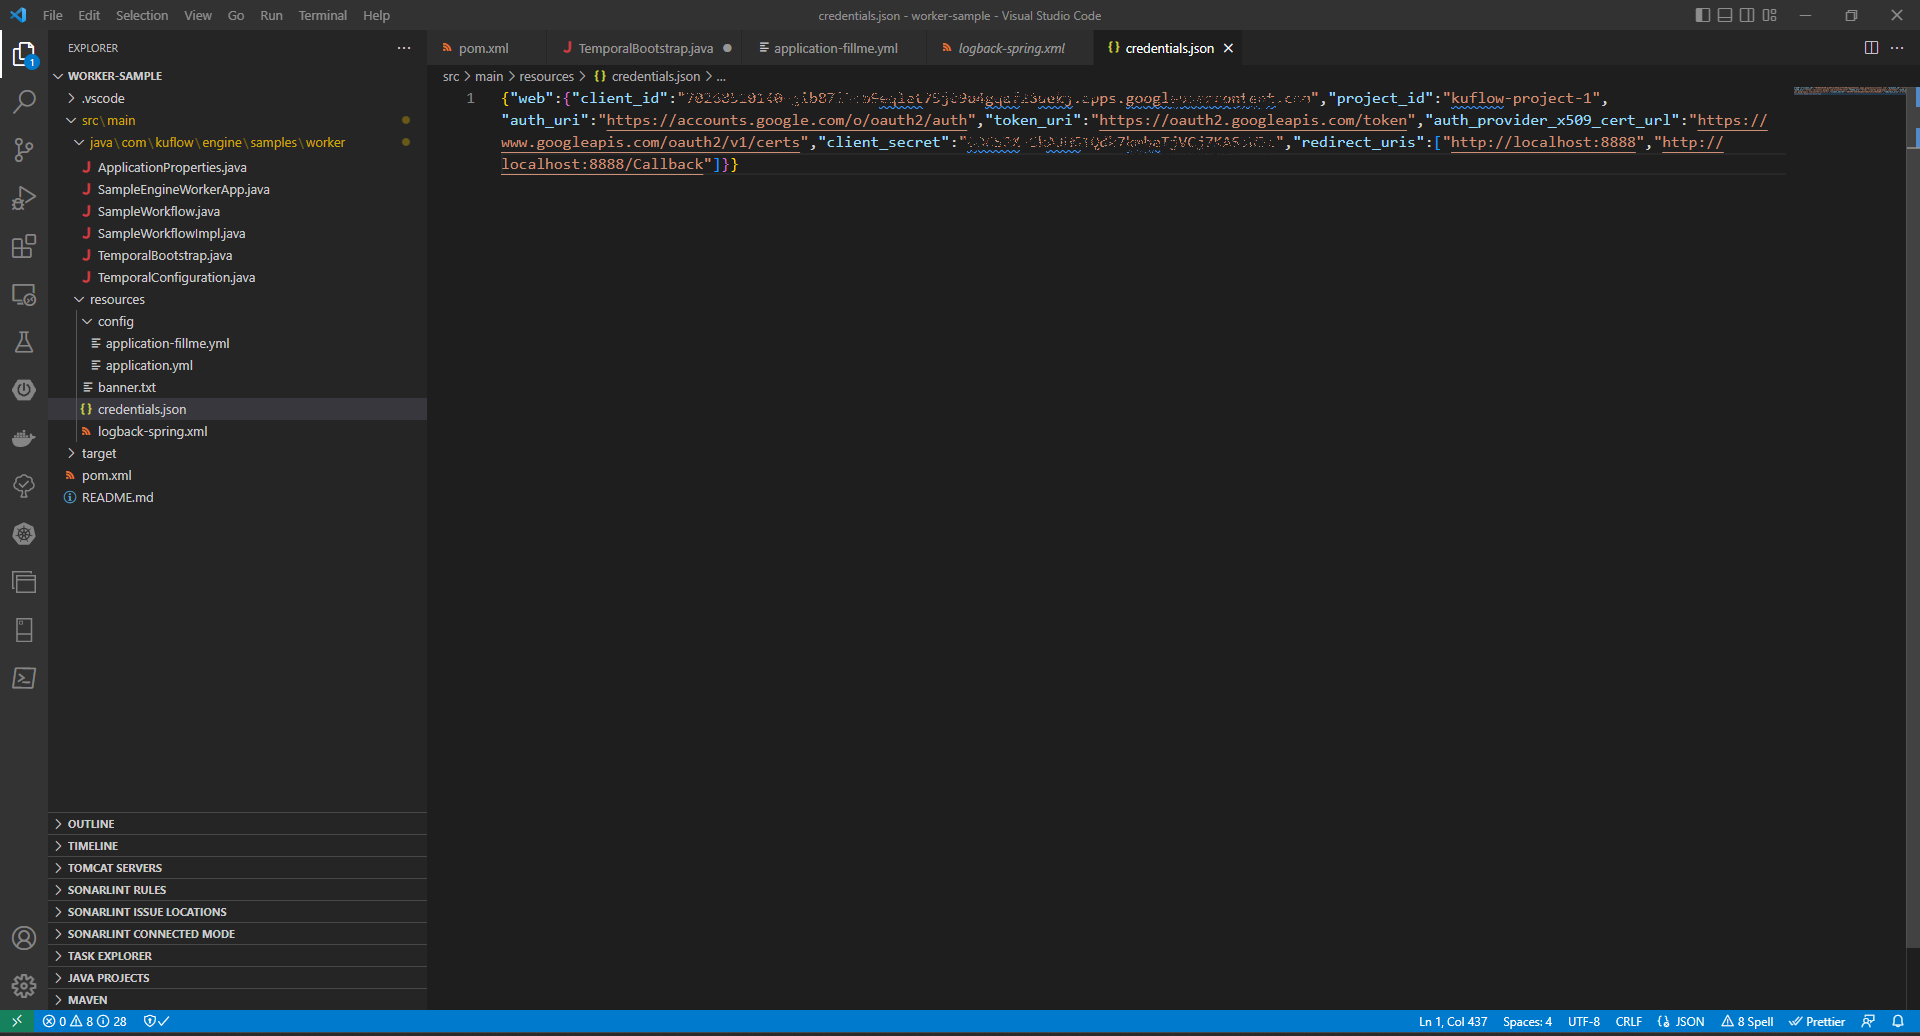 File Edit Selection View Go Run Terminal Help
credentials.json - worker-sample - Visual Studio Code
EXPLORER
1
WORKER-SAMPLE
.vscode
src\main
java\com\kuflow\engine\samples\worker
ApplicationProperties.java
SampleEngineWorkerApp.java
SampleWorkflow.java
SampleWorkflowImpl.java
TemporalBootstrap.java
TemporalConfiguration.java
resources
config
application-fillme.yml
application.yml
banner.txt
credentials.json
logback-spring.xml
target
pom.xml
README.md
OUTLINE
TIMELINE
TOMCAT SERVERS
SONARLINT RULES
SONARLINT ISSUE LOCATIONS
SONARLINT CONNECTED MODE
TASK EXPLORER
JAVA PROJECTS
MAVEN
pom.xml TemporalBootstrap.java application-fillme.yml logback-spring.xml credentials.json
src > main > resources > {} credentials.json > ...
1 {"web":{"client_id":" ","project_id":"kuflow-project-1",
"auth_uri":"https://accounts.google.com/o/oauth2/auth","token_uri":"https://oauth2.googleapis.com/token","auth_provider_x509_cert_url":"https://
www.googleapis.com/oauth2/v1/certs","client_secret":" ","redirect_uris":["http://localhost:8888","http://
localhost:8888/Callback"]}}
0 8 28
Ln 1, Col 437 Spaces: 4 UTF-8 CRLF {} JSON 8 Spell Prettier